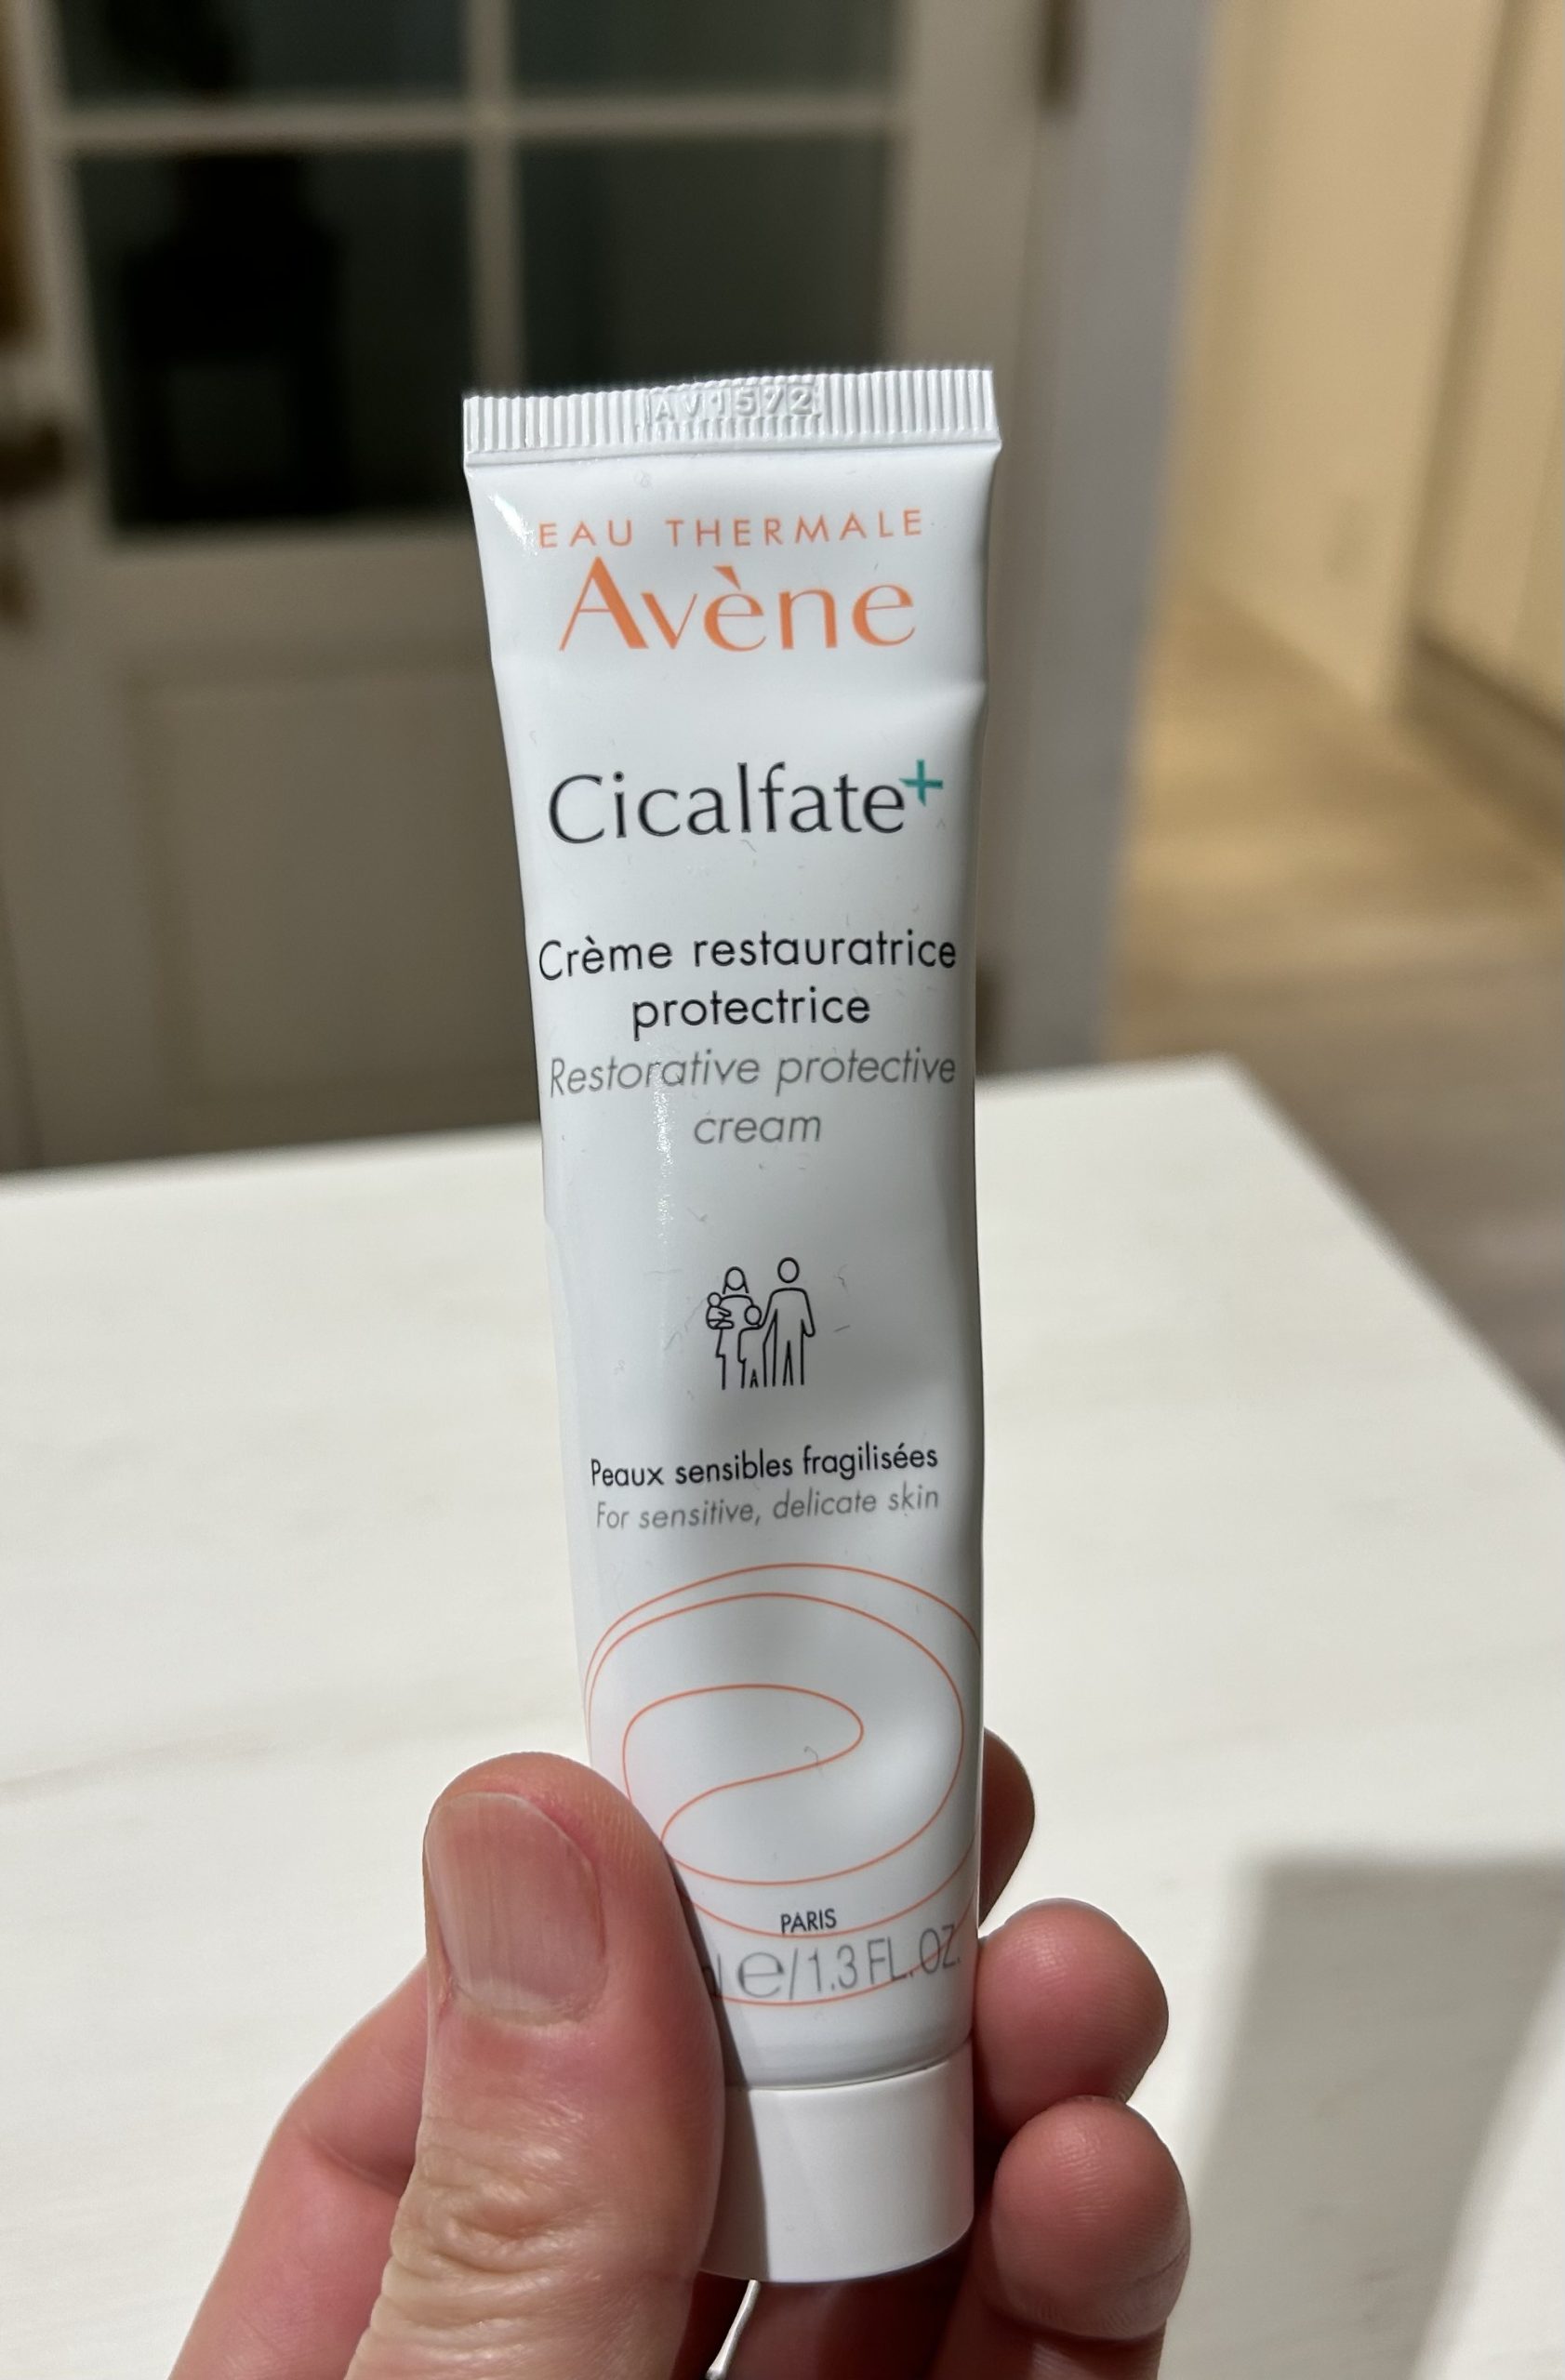 AV1572
EAU THERMALE
Avène
Cicalfate+
Crème restauratrice
protectrice
Restorative protective
cream
Peaux sensibles fragilisées
For sensitive, delicate skin
PARIS
℮/1.3 FL. OZ.